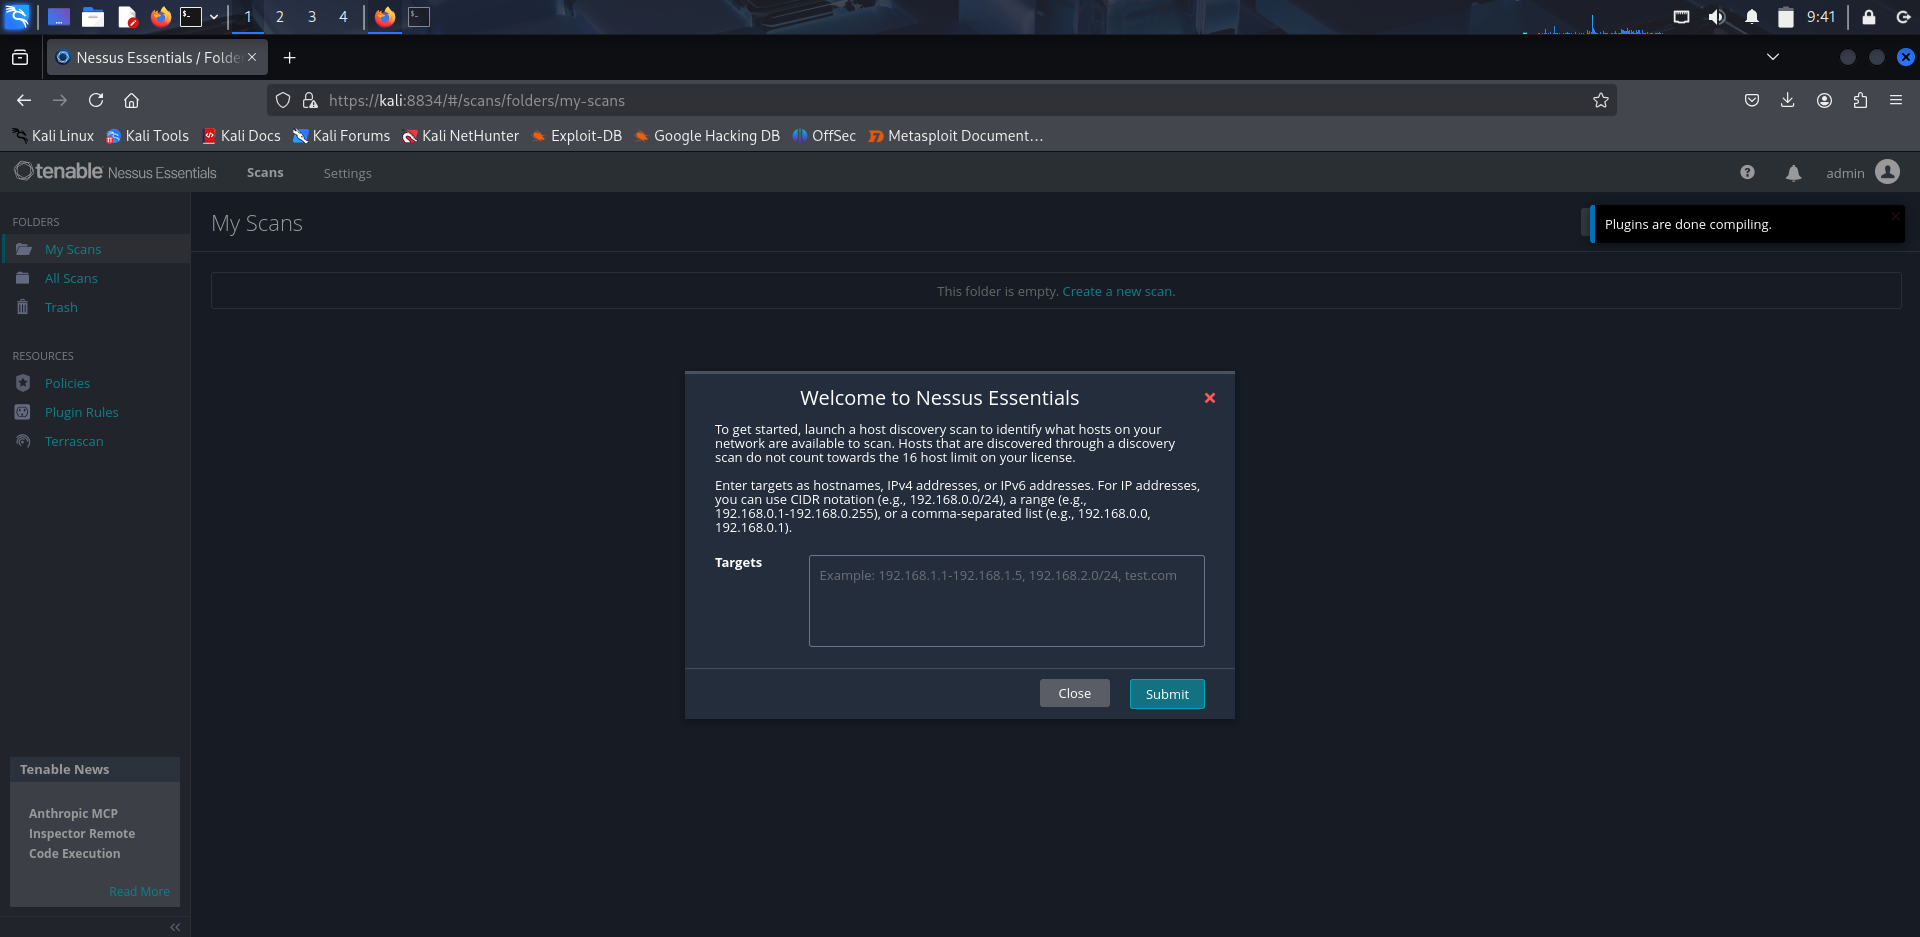 1 2 3 4 9:41
Nessus Essentials / Folde
https://kali:8834/#/scans/folders/my-scans
Kali Linux Kali Tools Kali Docs Kali Forums Kali NetHunter Exploit-DB Google Hacking DB OffSec Metasploit Document…
tenable Nessus Essentials Scans Settings admin
FOLDERS
My Scans
All Scans
Trash
RESOURCES
Policies
Plugin Rules
Terrascan
My Scans
Plugins are done compiling.
This folder is empty. Create a new scan.
Welcome to Nessus Essentials
To get started, launch a host discovery scan to identify what hosts on your
network are available to scan. Hosts that are discovered through a discovery
scan do not count towards the 16 host limit on your license.
Enter targets as hostnames, IPv4 addresses, or IPv6 addresses. For IP addresses,
you can use CIDR notation (e.g., 192.168.0.0/24), a range (e.g.,
192.168.0.1-192.168.0.255), or a comma-separated list (e.g., 192.168.0.0,
192.168.0.1).
Targets
Example: 192.168.1.1-192.168.1.5, 192.168.2.0/24, test.com
Close Submit
Tenable News
Anthropic MCP
Inspector Remote
Code Execution
Read More